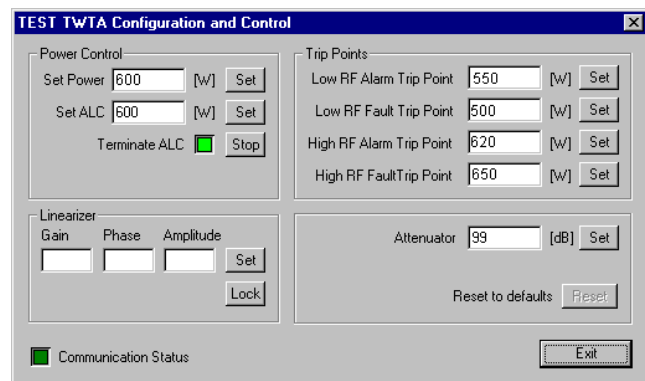 TEST TWTA Configuration and Control
Power Control
Set Power 600 [W] Set
Set ALC 600 [W] Set
Terminate ALC Stop
Trip Points
Low RF Alarm Trip Point 550 [W] Set
Low RF Fault Trip Point 500 [W] Set
High RF Alarm Trip Point 620 [W] Set
High RF FaultTrip Point 650 [W] Set
Linearizer
Gain Phase Amplitude
Set
Lock
Attenuator 99 [dB] Set
Reset to defaults Reset
Communication Status
Exit